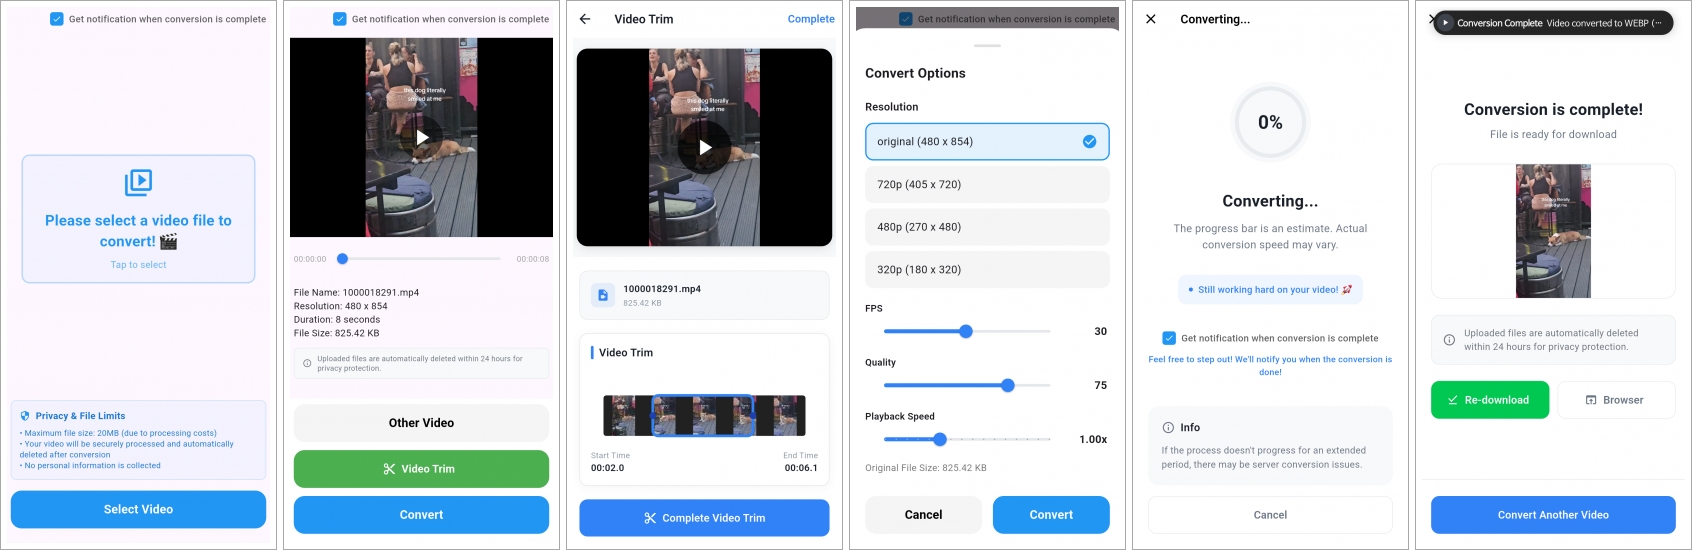 Get notification when conversion is complete
Please select a video file to
convert! 🎬
Tap to select
Privacy & File Limits
• Maximum file size: 20MB (due to processing costs)
• Your video will be securely processed and automatically
deleted after conversion
• No personal information is collected
Select Video
Get notification when conversion is complete
this dog literally
smiled at me
00:00:00
00:00:08
File Name: 1000018291.mp4
Resolution: 480 x 854
Duration: 8 seconds
File Size: 825.42 KB
Uploaded files are automatically deleted within 24 hours for
privacy protection.
Other Video
Video Trim
Convert
Video Trim
Complete
this dog literally
smiled at me
1000018291.mp4
825.42 KB
Video Trim
Start Time
End Time
00:02.0
00:06.1
Complete Video Trim
Get notification when conversion is complete
Convert Options
Resolution
original (480 x 854)
720p (405 x 720)
480p (270 x 480)
320p (180 x 320)
FPS
30
Quality
75
Playback Speed
1.00x
Original File Size: 825.42 KB
Cancel
Convert
Converting...
0%
Converting...
The progress bar is an estimate. Actual
conversion speed may vary.
• Still working hard on your video! 🚀
Get notification when conversion is complete
Feel free to step out! We'll notify you when the conversion is
done!
Info
If the process doesn't progress for an extended
period, there may be server conversion issues.
Cancel
Conversion Complete Video converted to WEBP (···
Conversion is complete!
File is ready for download
this dog literally
smiled at me
Uploaded files are automatically deleted
within 24 hours for privacy protection.
Re-download
Browser
Convert Another Video